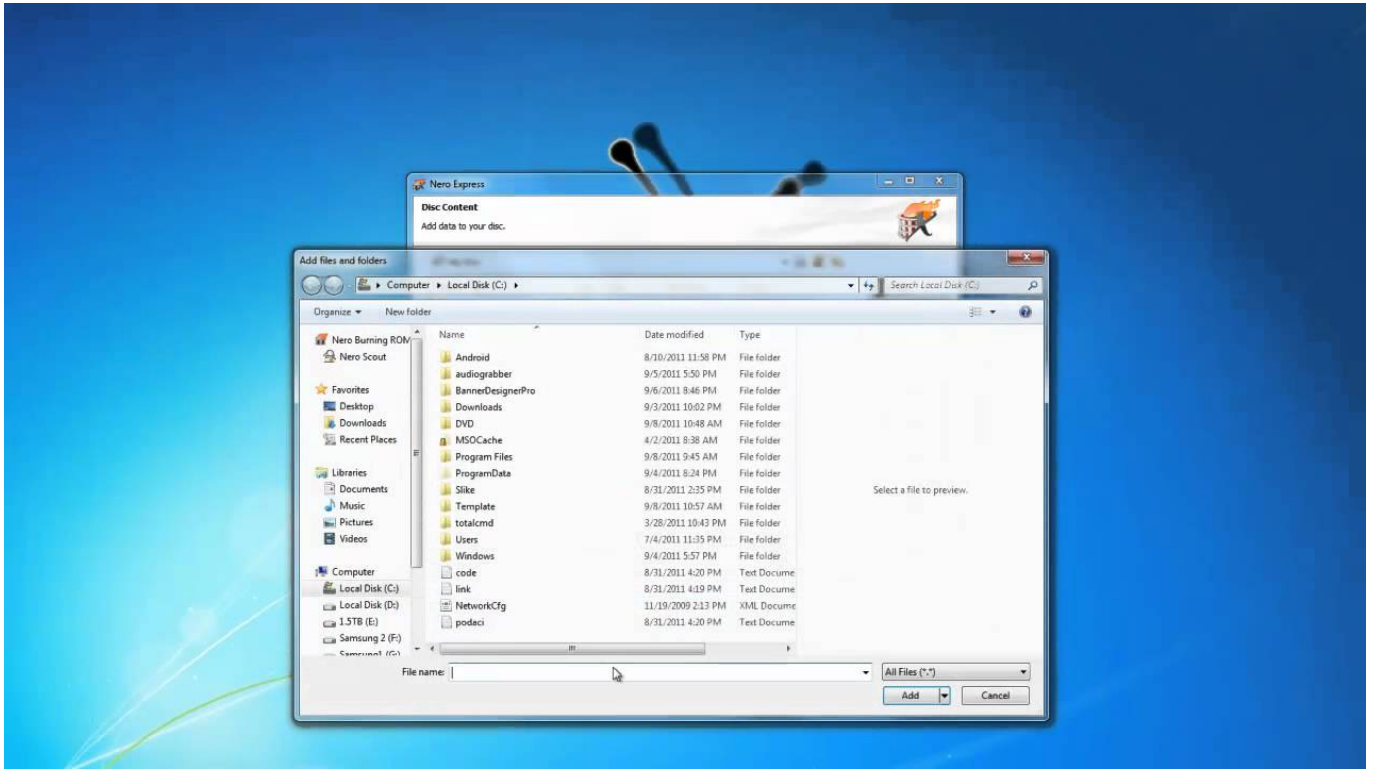 Nero Express
Disc Content
Add data to your disc.
Add files and folders
Computer ▸ Local Disk (C:) ▸
Search Local Disk (C:)
Organize ▾ New folder
Name Date modified Type
Nero Burning ROM
Nero Scout
Favorites
Desktop
Downloads
Recent Places
Libraries
Documents
Music
Pictures
Videos
Computer
Local Disk (C:)
Local Disk (D:)
1.5TB (E:)
Samsung 2 (F:)
Samsung1 (G:)
Android 8/10/2011 11:58 PM File folder
audiograbber 9/5/2011 5:50 PM File folder
BannerDesignerPro 9/6/2011 8:46 PM File folder
Downloads 9/3/2011 10:02 PM File folder
DVD 9/8/2011 10:48 AM File folder
MSOCache 4/2/2011 8:38 AM File folder
Program Files 9/8/2011 9:45 AM File folder
ProgramData 9/4/2011 8:24 PM File folder
Slike 8/31/2011 2:35 PM File folder
Template 9/8/2011 10:57 AM File folder
totalcmd 3/28/2011 10:43 PM File folder
Users 7/4/2011 11:35 PM File folder
Windows 9/4/2011 5:57 PM File folder
code 8/31/2011 4:20 PM Text Docume
link 8/31/2011 4:19 PM Text Docume
NetworkCfg 11/19/2009 2:13 PM XML Docume
podaci 8/31/2011 4:20 PM Text Docume
Select a file to preview.
File name:
All Files (*.*)
Add
Cancel